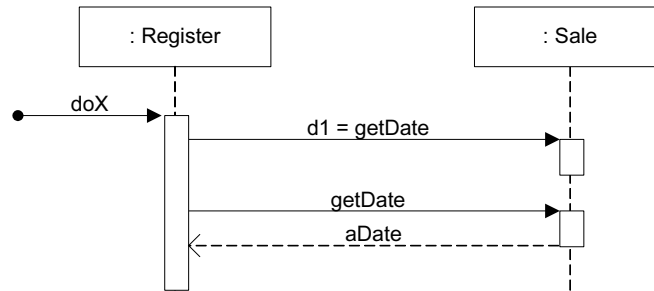 : Register
: Sale
doX
d1 = getDate
getDate
aDate